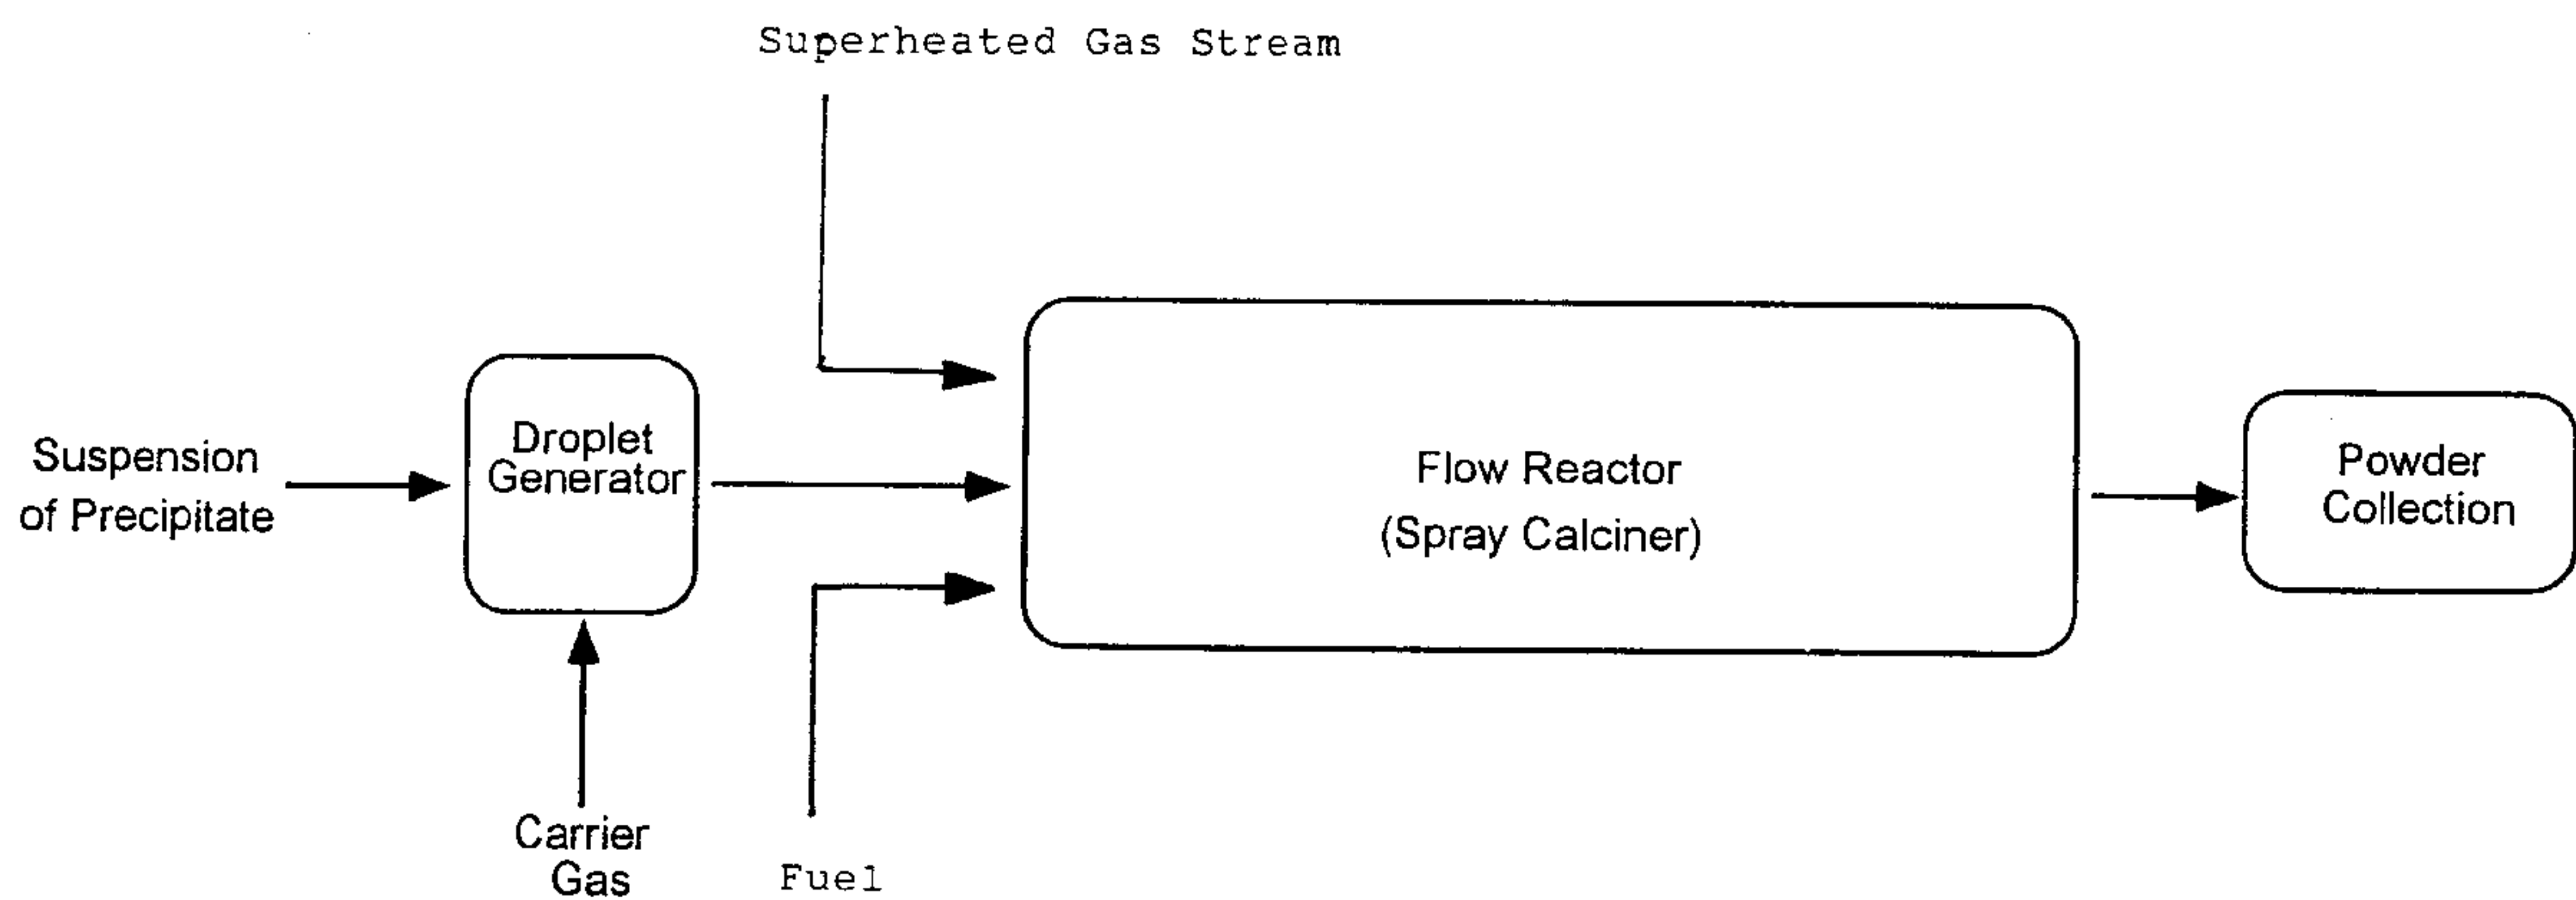 Superheated Gas Stream
Suspension
of Precipitate
Droplet
Generator
Flow Reactor
(Spray Calciner)
Powder
Collection
Carrier
Gas
Fuel